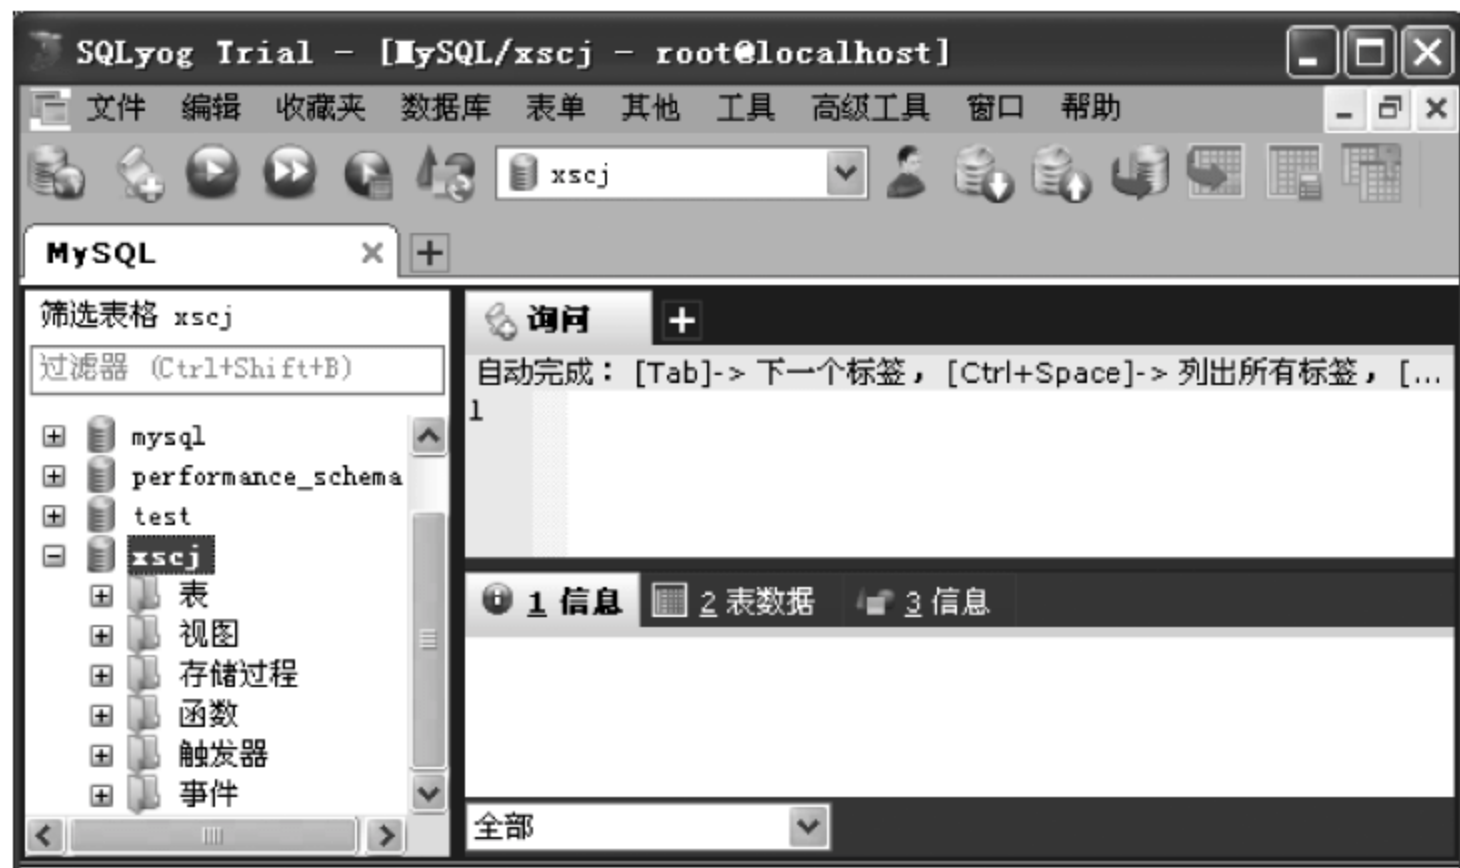 SQLyog Trial - [MySQL/xscj - root@localhost]
文件 编辑 收藏夹 数据库 表单 其他 工具 高级工具 窗口 帮助
xscj
MySQL
筛选表格 xscj
过滤器 (Ctrl+Shift+B)
mysql
performance_schema
test
xscj
表
视图
存储过程
函数
触发器
事件
询问
自动完成： [Tab]-> 下一个标签， [Ctrl+Space]-> 列出所有标签， [...
1
1 信息 2 表数据 3 信息
全部